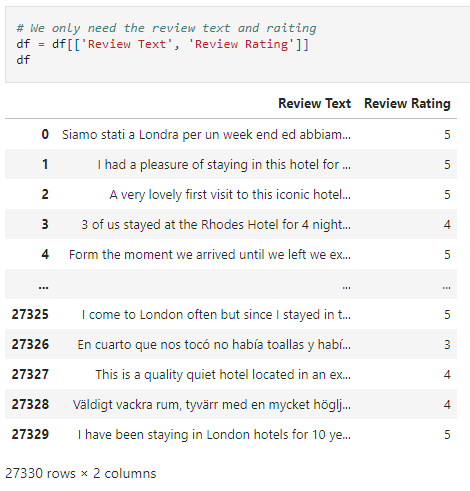 # We only need the review text and raiting
df = df[['Review Text', 'Review Rating']]
df
Review Text Review Rating
0 Siamo stati a Londra per un week end ed abbiam... 5
1 I had a pleasure of staying in this hotel for ... 5
2 A very lovely first visit to this iconic hotel... 5
3 3 of us stayed at the Rhodes Hotel for 4 night... 4
4 Form the moment we arrived until we left we ex... 5
... ... ...
27325 I come to London often but since I stayed in t... 5
27326 En cuarto que nos tocó no había toallas y habí... 3
27327 This is a quality quiet hotel located in an ex... 4
27328 Väldigt vackra rum, tyvärr med en mycket höglj... 4
27329 I have been staying in London hotels for 10 ye... 5
27330 rows × 2 columns